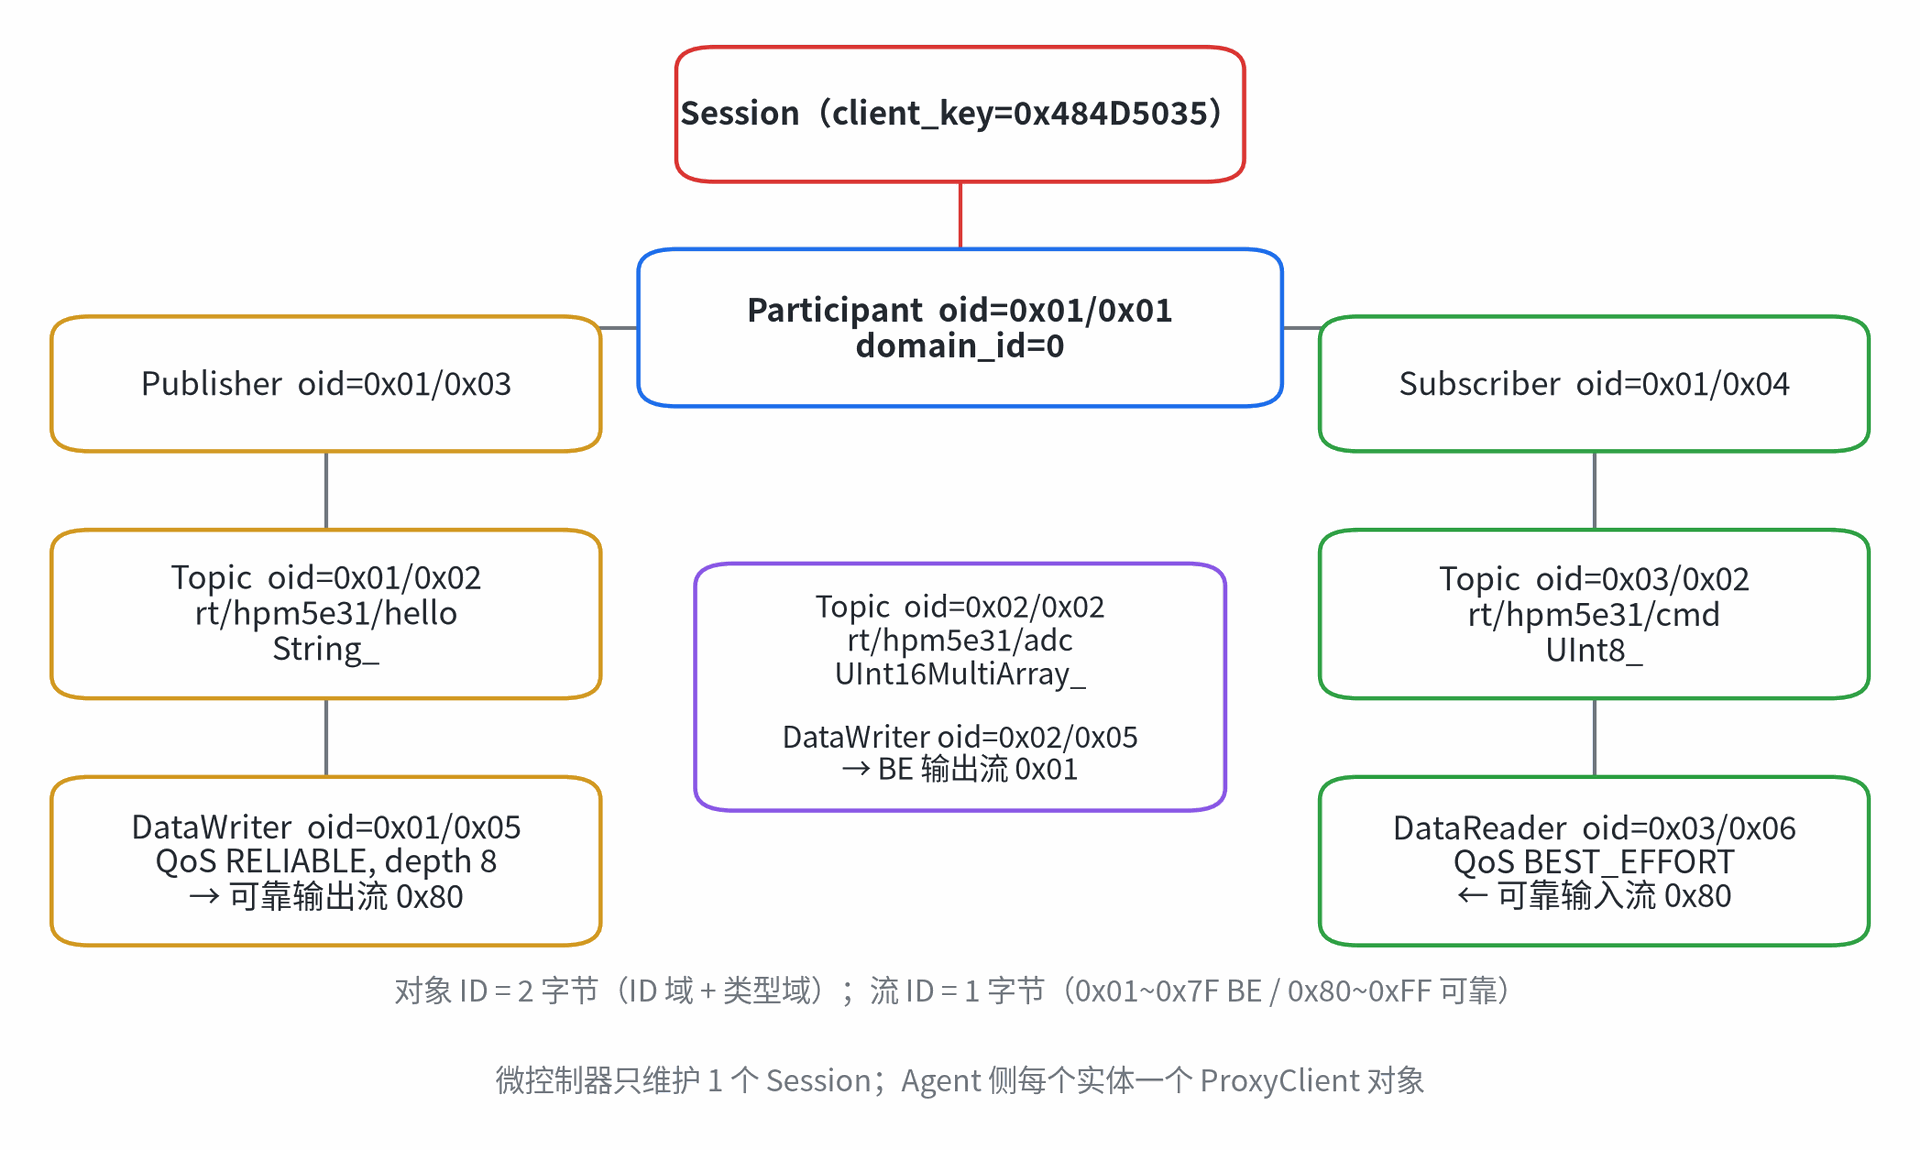 Session（client_key=0x484D5035）
Participant  oid=0x01/0x01
domain_id=0
Publisher  oid=0x01/0x03
Subscriber  oid=0x01/0x04
Topic  oid=0x01/0x02
rt/hpm5e31/hello
String_
Topic  oid=0x02/0x02
rt/hpm5e31/adc
UInt16MultiArray_
DataWriter oid=0x02/0x05
→ BE 输出流 0x01
Topic  oid=0x03/0x02
rt/hpm5e31/cmd
UInt8_
DataWriter  oid=0x01/0x05
QoS RELIABLE, depth 8
→ 可靠输出流 0x80
DataReader  oid=0x03/0x06
QoS BEST_EFFORT
← 可靠输入流 0x80
对象 ID = 2 字节（ID 域 + 类型域）；流 ID = 1 字节（0x01~0x7F BE / 0x80~0xFF 可靠）
微控制器只维护 1 个 Session；Agent 侧每个实体一个 ProxyClient 对象